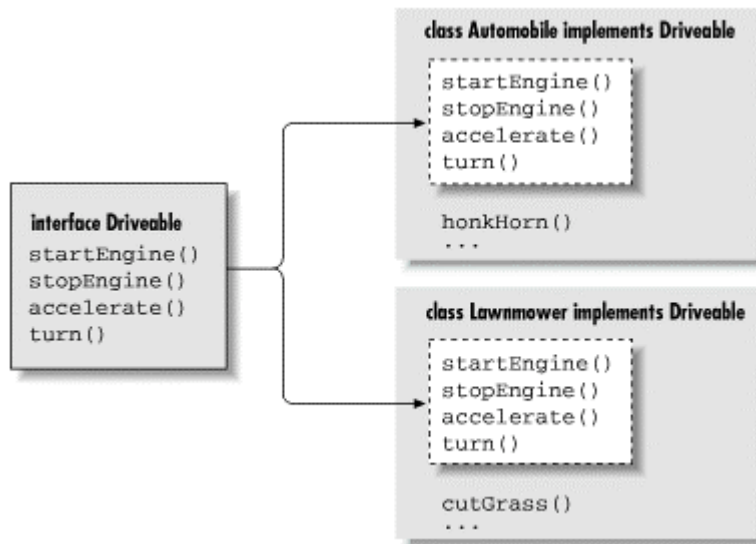 interface Driveable
startEngine()
stopEngine()
accelerate()
turn()
class Automobile implements Driveable
startEngine()
stopEngine()
accelerate()
turn()
honkHorn()
...
class Lawnmower implements Driveable
startEngine()
stopEngine()
accelerate()
turn()
cutGrass()
...